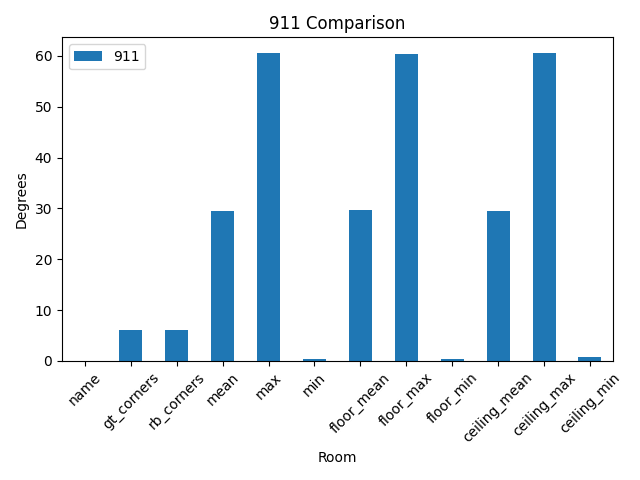 911 Comparison
911
Degrees
60
50
40
30
20
10
0
name
gt_corners
rb_corners
mean
max
min
floor_mean
floor_max
floor_min
ceiling_mean
ceiling_max
ceiling_min
Room